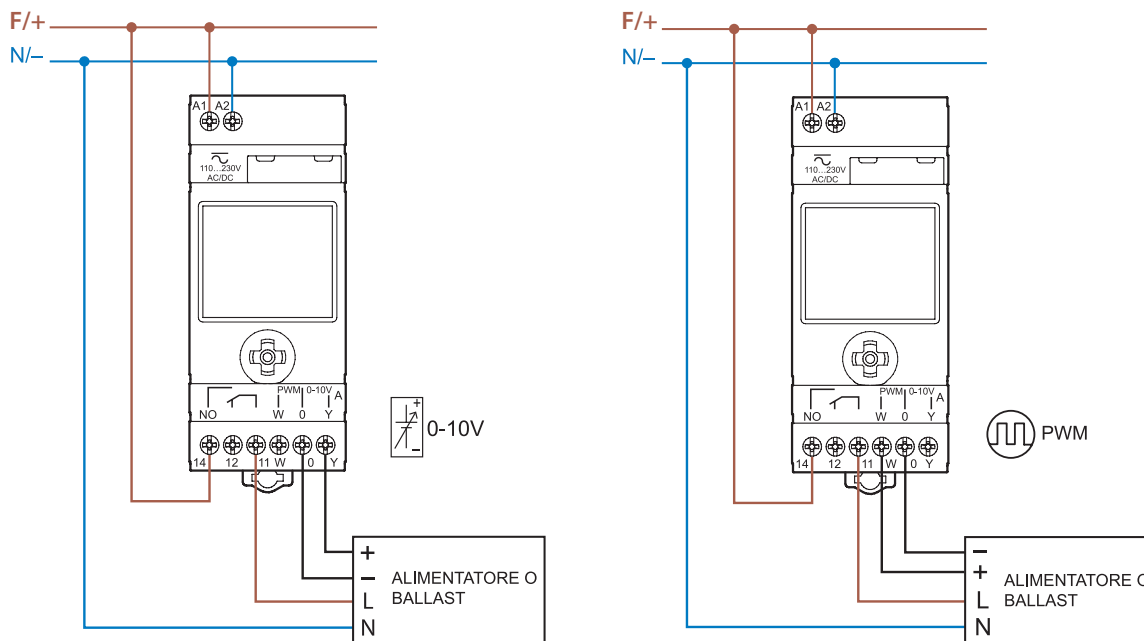 F/+
N/–
A1 A2
110...230V
AC/DC
PWM 0-10V A
NO W 0 Y
14 12 11 W 0 Y
0-10V
+
–
L
N
ALIMENTATORE O
BALLAST
F/+
N/–
A1 A2
110...230V
AC/DC
PWM 0-10V A
NO W 0 Y
14 12 11 W 0 Y
PWM
–
+
L
N
ALIMENTATORE O
BALLAST